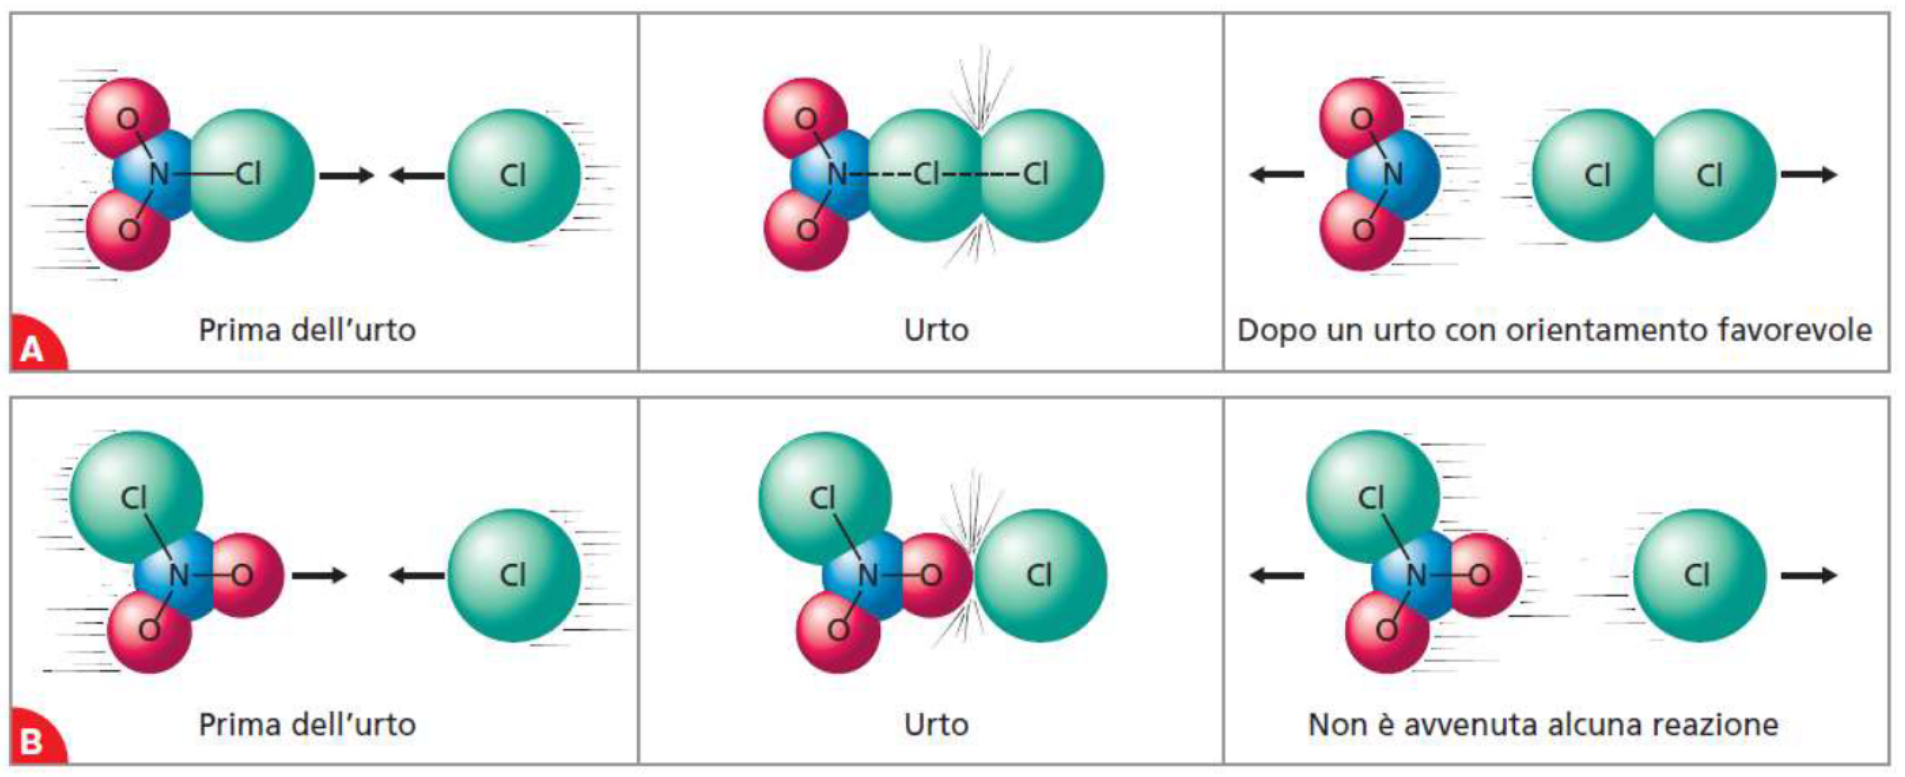 O
N Cl
O
Cl
Prima dell'urto
O
N Cl Cl
O
Urto
O
N
O
Cl Cl
Dopo un urto con orientamento favorevole
A
Cl
N O
O
Cl
Prima dell'urto
Cl
N O
O
Cl
Urto
Cl
N O
O
Cl
Non è avvenuta alcuna reazione
B